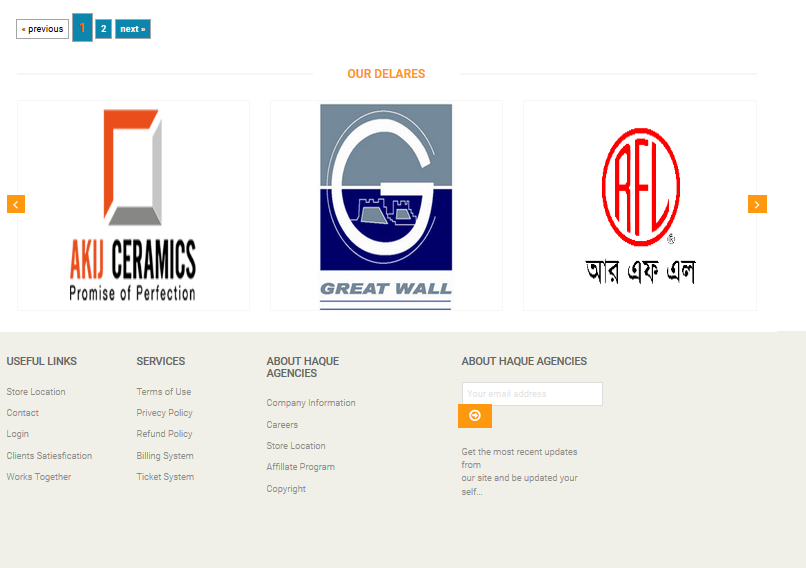 « previous 1 2 next »
OUR DELARES
AKIJ CERAMICS
Promise of Perfection
G
GREAT WALL
RFL
®
আর এফ এল
USEFUL LINKS
Store Location
Contact
Login
Clients Satiesfication
Works Together
SERVICES
Terms of Use
Privecy Policy
Refund Policy
Billing System
Ticket System
ABOUT HAQUE
AGENCIES
Company Information
Careers
Store Location
Affillate Program
Copyright
ABOUT HAQUE AGENCIES
Your email address
Get the most recent updates
from
our site and be updated your
self...